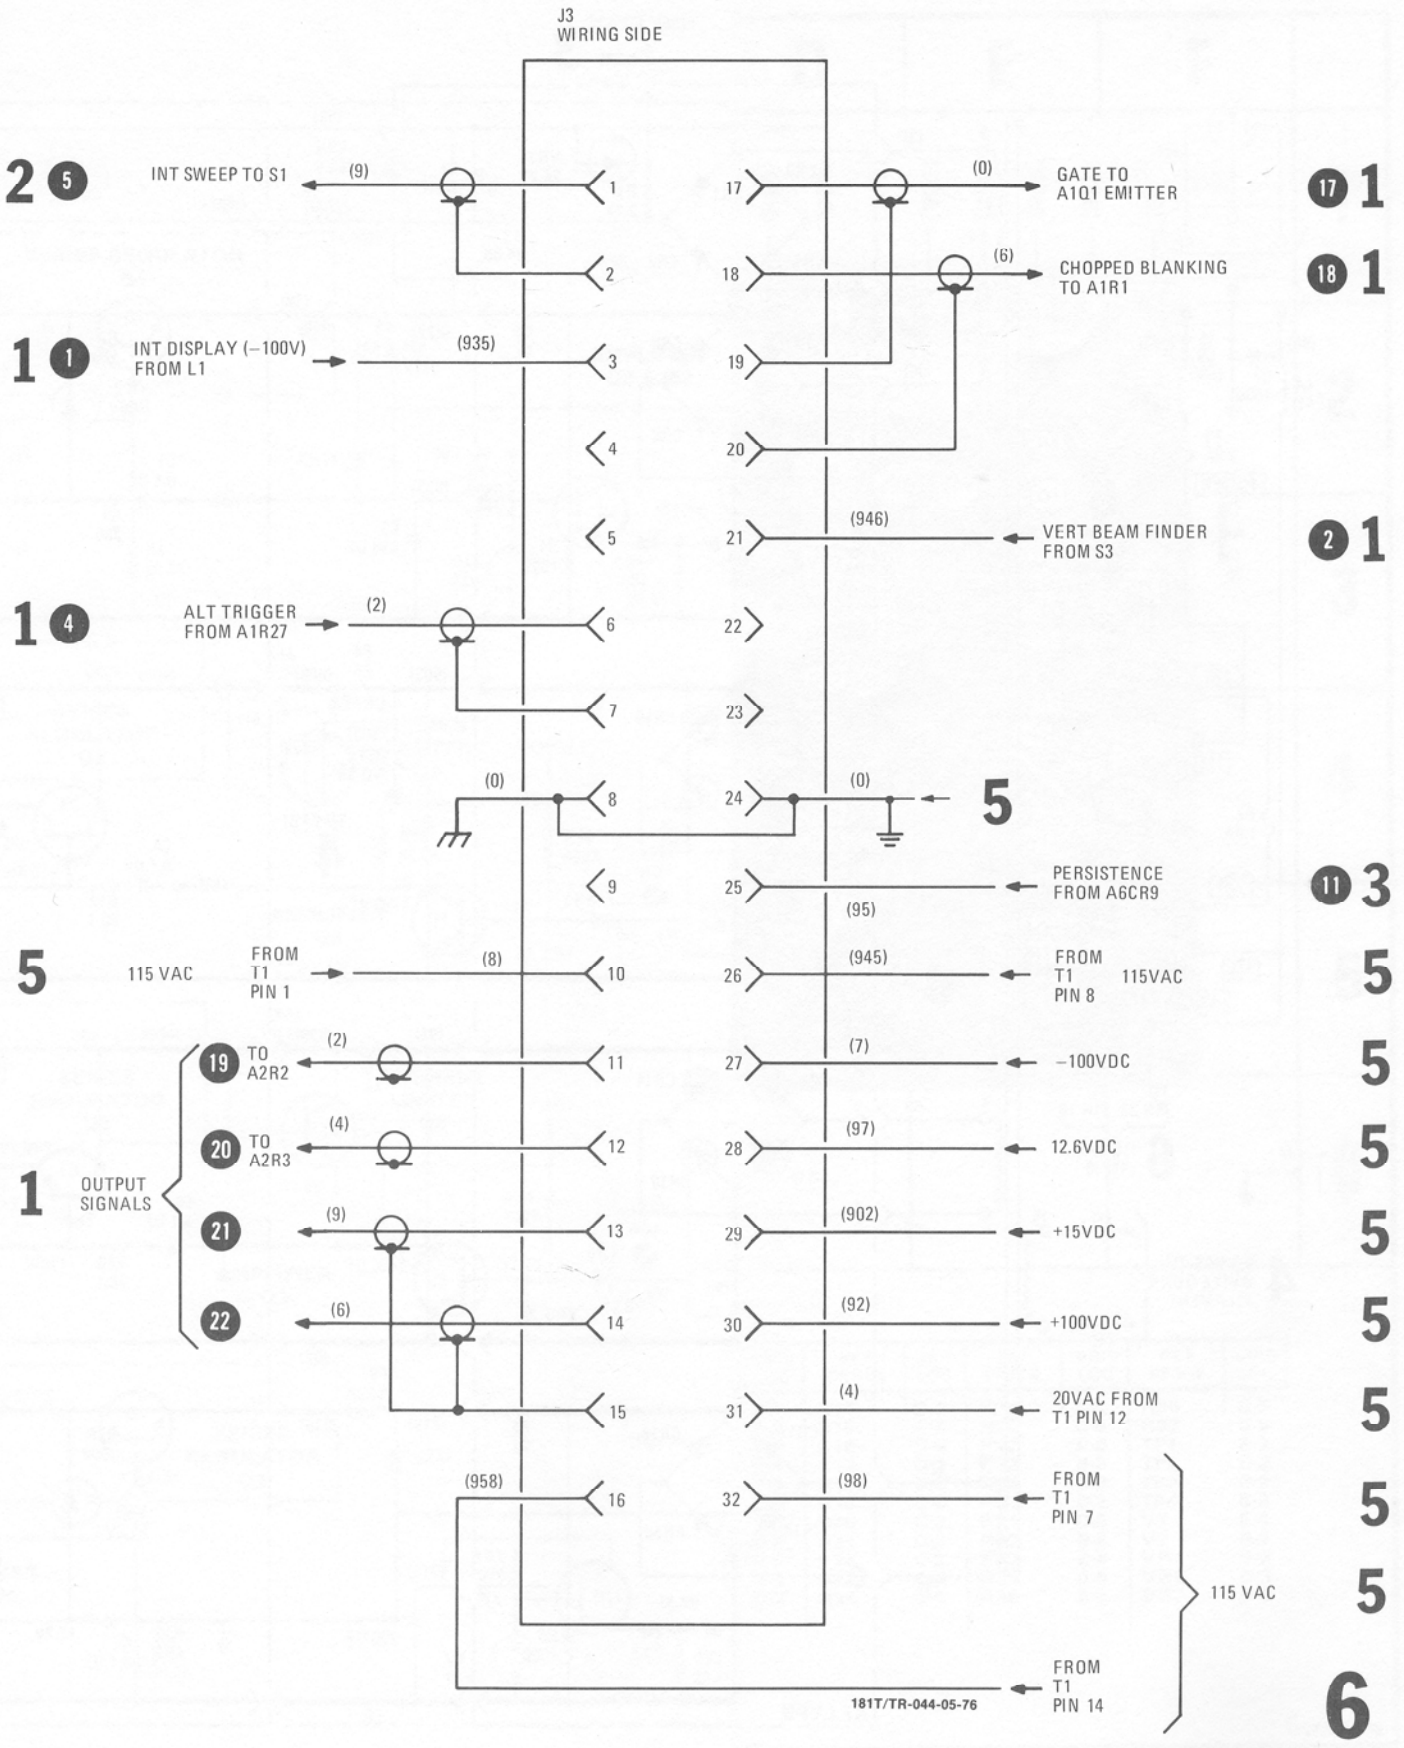 J3
WIRING SIDE
2 5 INT SWEEP TO S1 (9) 1 17 (0) GATE TO
A1Q1 EMITTER 17 1
2 18 (6) CHOPPED BLANKING
TO A1R1 18 1
1 1 INT DISPLAY (−100V)
FROM L1 (935) 3 19
4 20
5 21 (946) VERT BEAM FINDER
FROM S3 2 1
1 4 ALT TRIGGER
FROM A1R27 (2) 6 22
7 23
(0) 8 24 (0) 5
9 25 (95) PERSISTENCE
FROM A6CR9 11 3
5 115 VAC FROM
T1
PIN 1 (8) 10 26 (945) FROM
T1 115VAC
PIN 8 5
19 TO
A2R2 (2) 11 27 (7) −100VDC 5
20 TO
A2R3 (4) 12 28 (97) 12.6VDC 5
1 OUTPUT
SIGNALS
21 (9) 13 29 (902) +15VDC 5
22 (6) 14 30 (92) +100VDC 5
15 31 (4) 20VAC FROM
T1 PIN 12 5
(958) 16 32 (98) FROM
T1
PIN 7 5
115 VAC 5
FROM
T1
PIN 14
181T/TR-044-05-76
6